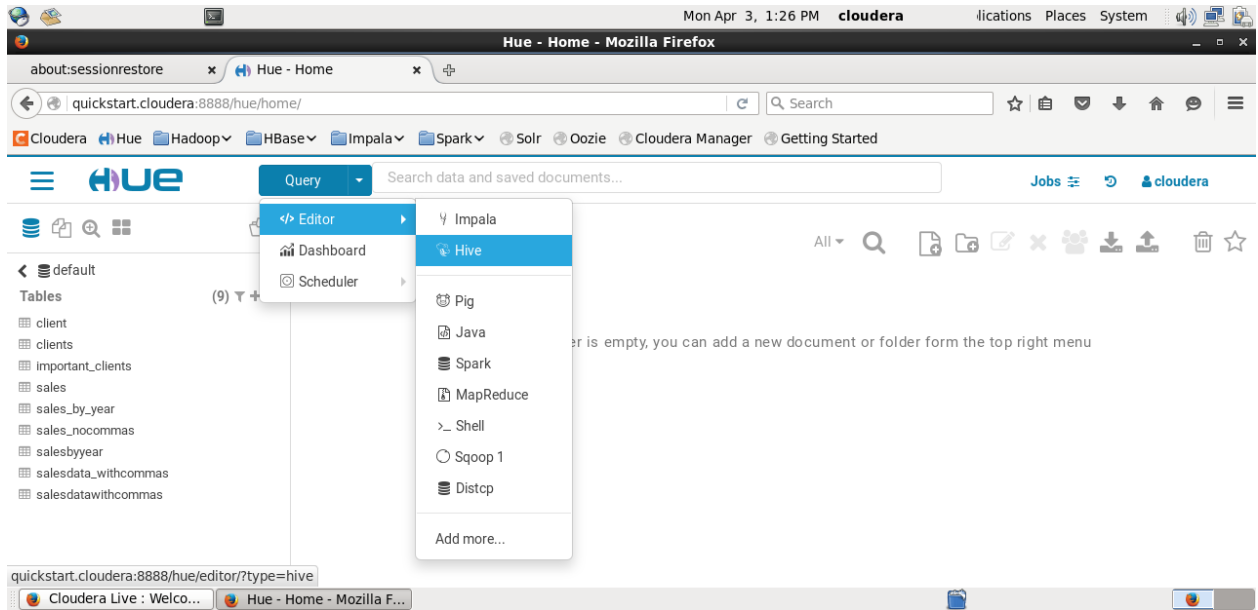 Mon Apr 3, 1:26 PM cloudera lications Places System
Hue - Home - Mozilla Firefox
about:sessionrestore Hue - Home
quickstart.cloudera:8888/hue/home/ Search
Cloudera Hue Hadoop HBase Impala Spark Solr Oozie Cloudera Manager Getting Started
HUE Query Search data and saved documents... Jobs cloudera
</> Editor Impala
Dashboard Hive All
Scheduler
default
Tables (9)
Pig
client
Java
clients
er is empty, you can add a new document or folder form the top right menu
important_clients
Spark
sales
MapReduce
sales_by_year
Shell
sales_nocommas
salesbyyear
Sqoop 1
salesdata_withcommas
Distcp
salesdatawithcommas
Add more...
quickstart.cloudera:8888/hue/editor/?type=hive
Cloudera Live : Welco... Hue - Home - Mozilla F...